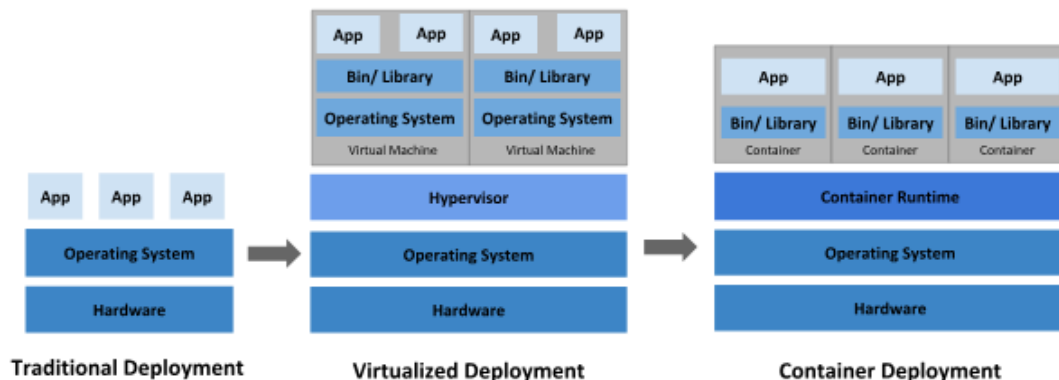 App App App
Operating System
Hardware
Traditional Deployment
App App App App
Bin/ Library Bin/ Library
Operating System Operating System
Virtual Machine Virtual Machine
Hypervisor
Operating System
Hardware
Virtualized Deployment
App App App
Bin/ Library Bin/ Library Bin/ Library
Container Container Container
Container Runtime
Operating System
Hardware
Container Deployment